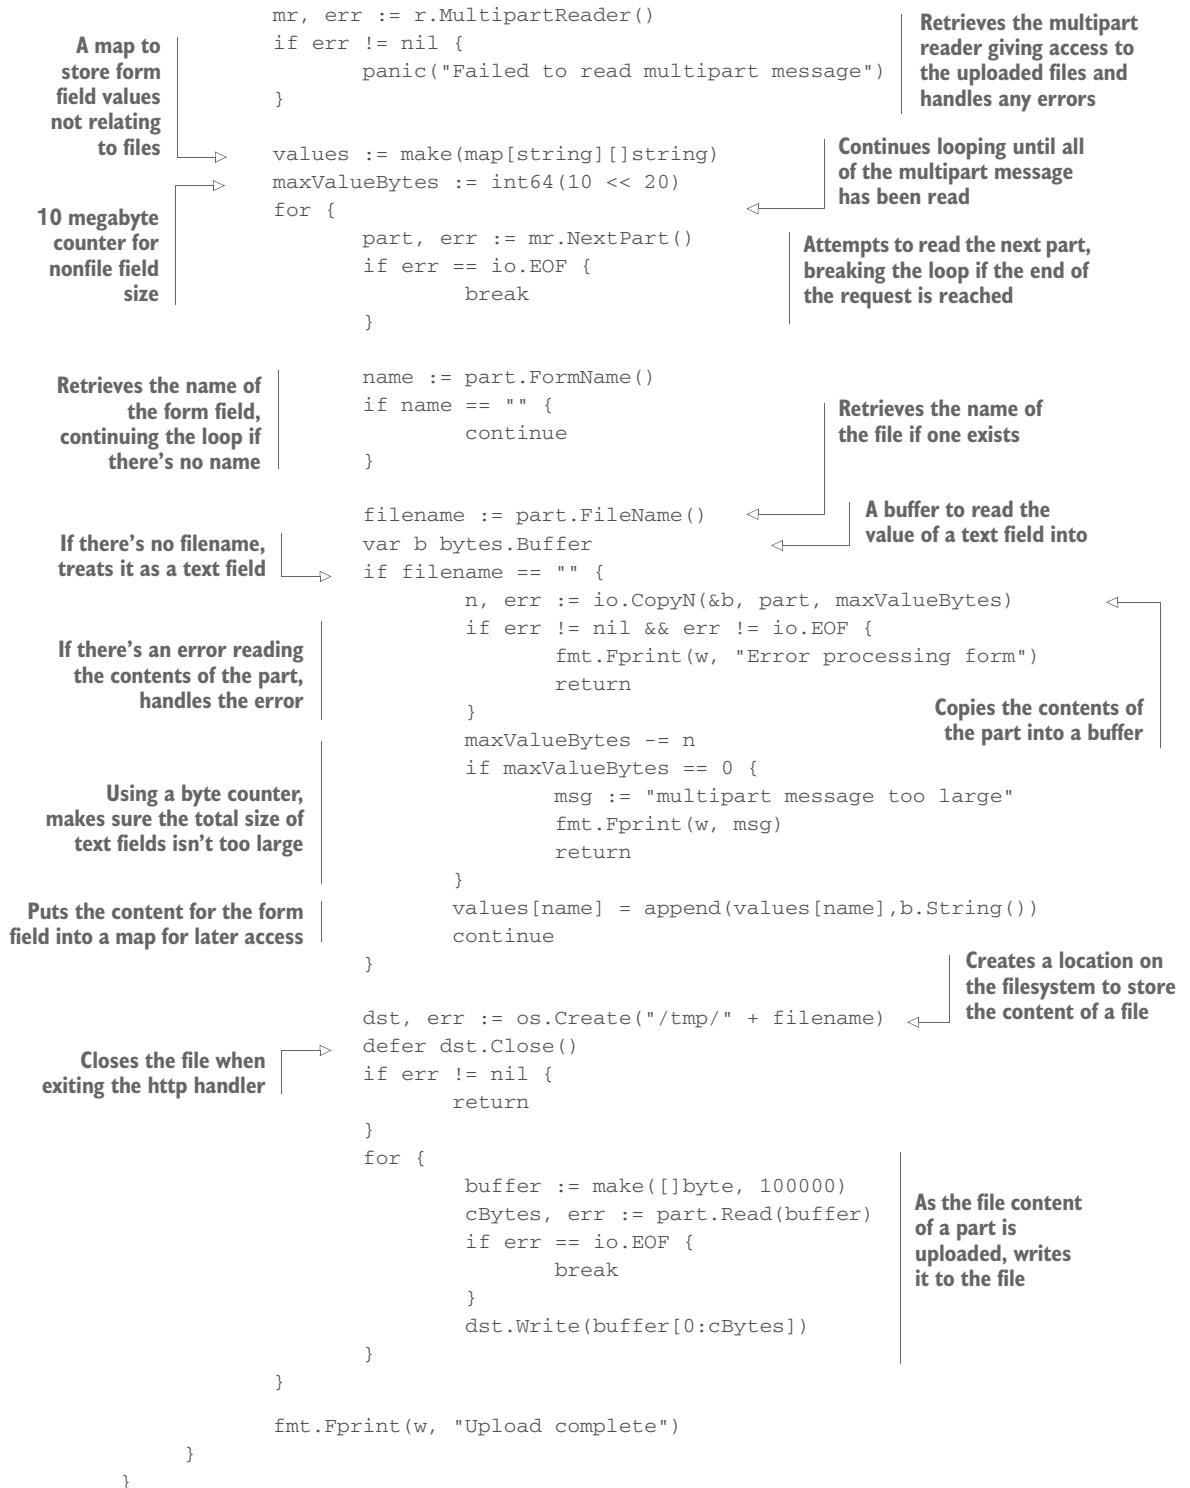 mr, err := r.MultipartReader()
if err != nil {
panic("Failed to read multipart message")
}
Retrieves the multipart
reader giving access to
the uploaded files and
handles any errors
A map to
store form
field values
not relating
to files
values := make(map[string][]string)
maxValueBytes := int64(10 << 20)
for {
Continues looping until all
of the multipart message
has been read
10 megabyte
counter for
nonfile field
size
part, err := mr.NextPart()
if err == io.EOF {
break
}
Attempts to read the next part,
breaking the loop if the end of
the request is reached
Retrieves the name of
the form field,
continuing the loop if
there's no name
name := part.FormName()
if name == "" {
continue
}
Retrieves the name of
the file if one exists
filename := part.FileName()
var b bytes.Buffer
if filename == "" {
A buffer to read the
value of a text field into
If there's no filename,
treats it as a text field
n, err := io.CopyN(&b, part, maxValueBytes)
if err != nil && err != io.EOF {
fmt.Fprint(w, "Error processing form")
return
}
If there's an error reading
the contents of the part,
handles the error
Copies the contents of
the part into a buffer
maxValueBytes -= n
if maxValueBytes == 0 {
msg := "multipart message too large"
fmt.Fprint(w, msg)
return
}
Using a byte counter,
makes sure the total size of
text fields isn't too large
values[name] = append(values[name],b.String())
continue
}
Puts the content for the form
field into a map for later access
Creates a location on
the filesystem to store
the content of a file
dst, err := os.Create("/tmp/" + filename)
defer dst.Close()
if err != nil {
return
}
Closes the file when
exiting the http handler
for {
buffer := make([]byte, 100000)
cBytes, err := part.Read(buffer)
if err == io.EOF {
break
}
dst.Write(buffer[0:cBytes])
}
As the file content
of a part is
uploaded, writes
it to the file
}
fmt.Fprint(w, "Upload complete")
}
}